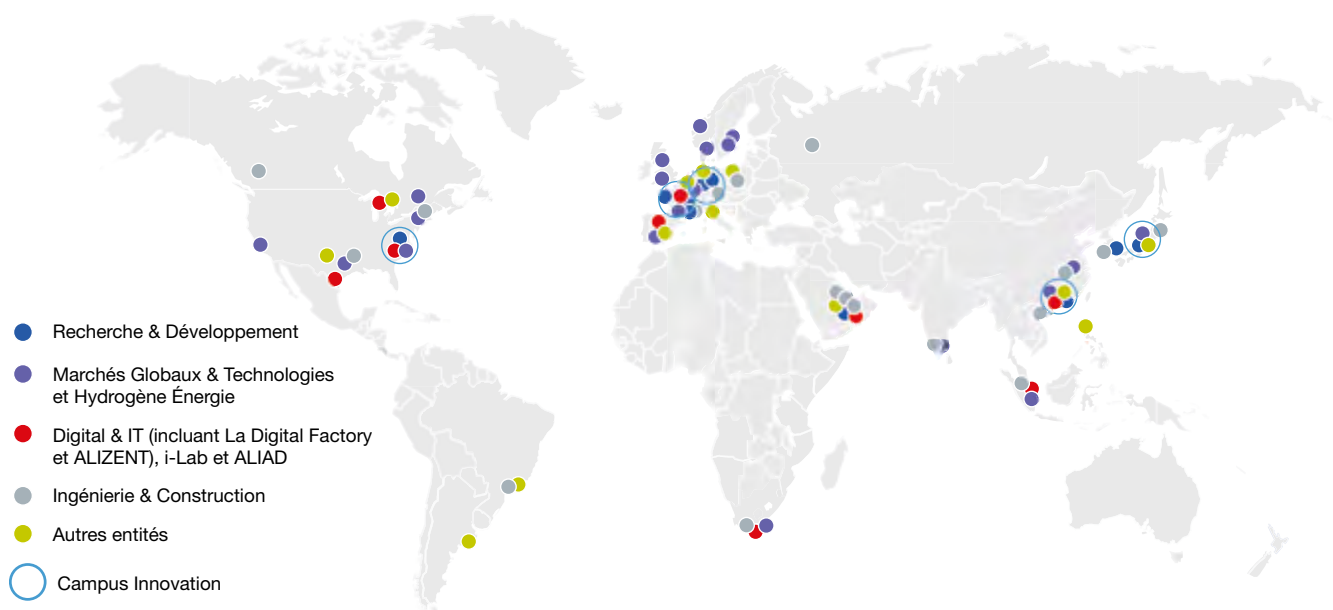 Recherche & Développement
Marchés Globaux & Technologies
et Hydrogène Énergie
Digital & IT (incluant La Digital Factory
et ALIZENT), i-Lab et ALIAD
Ingénierie & Construction
Autres entités
Campus Innovation